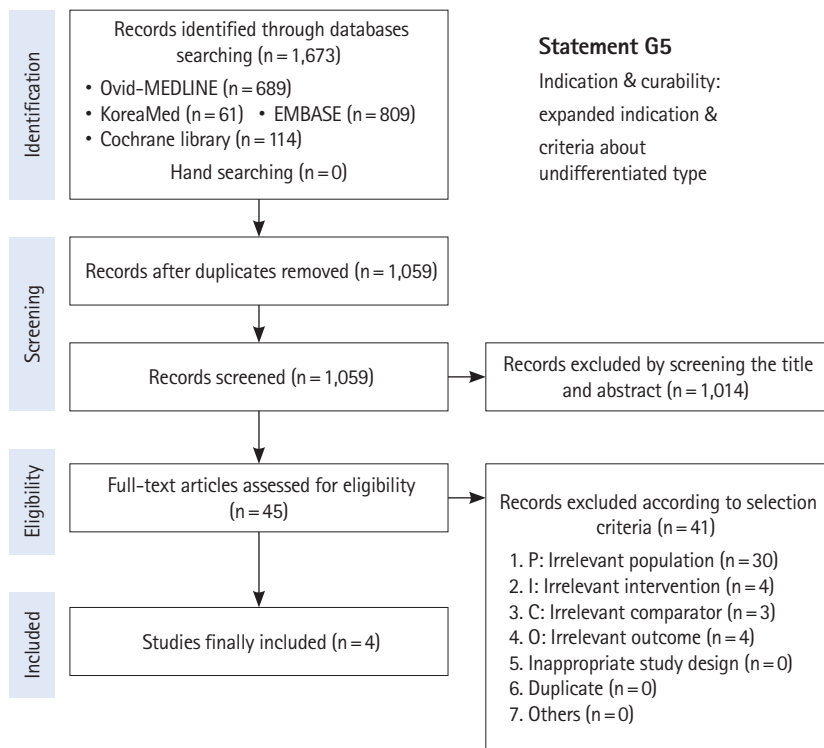 Identification
Records identified through databases
searching (n=1,673)
• Ovid-MEDLINE (n=689)
• KoreaMed (n=61) • EMBASE (n=809)
• Cochrane library (n=114)
Hand searching (n=0)
Statement G5
Indication & curability:
expanded indication &
criteria about
undifferentiated type
Screening
Records after duplicates removed (n=1,059)
Records screened (n=1,059)
Records excluded by screening the title
and abstract (n=1,014)
Eligibility
Full-text articles assessed for eligibility
(n=45)
Records excluded according to selection
criteria (n=41)
1. P: Irrelevant population (n=30)
2. I: Irrelevant intervention (n=4)
3. C: Irrelevant comparator (n=3)
4. O: Irrelevant outcome (n=4)
5. Inappropriate study design (n=0)
6. Duplicate (n=0)
7. Others (n=0)
Included
Studies finally included (n=4)